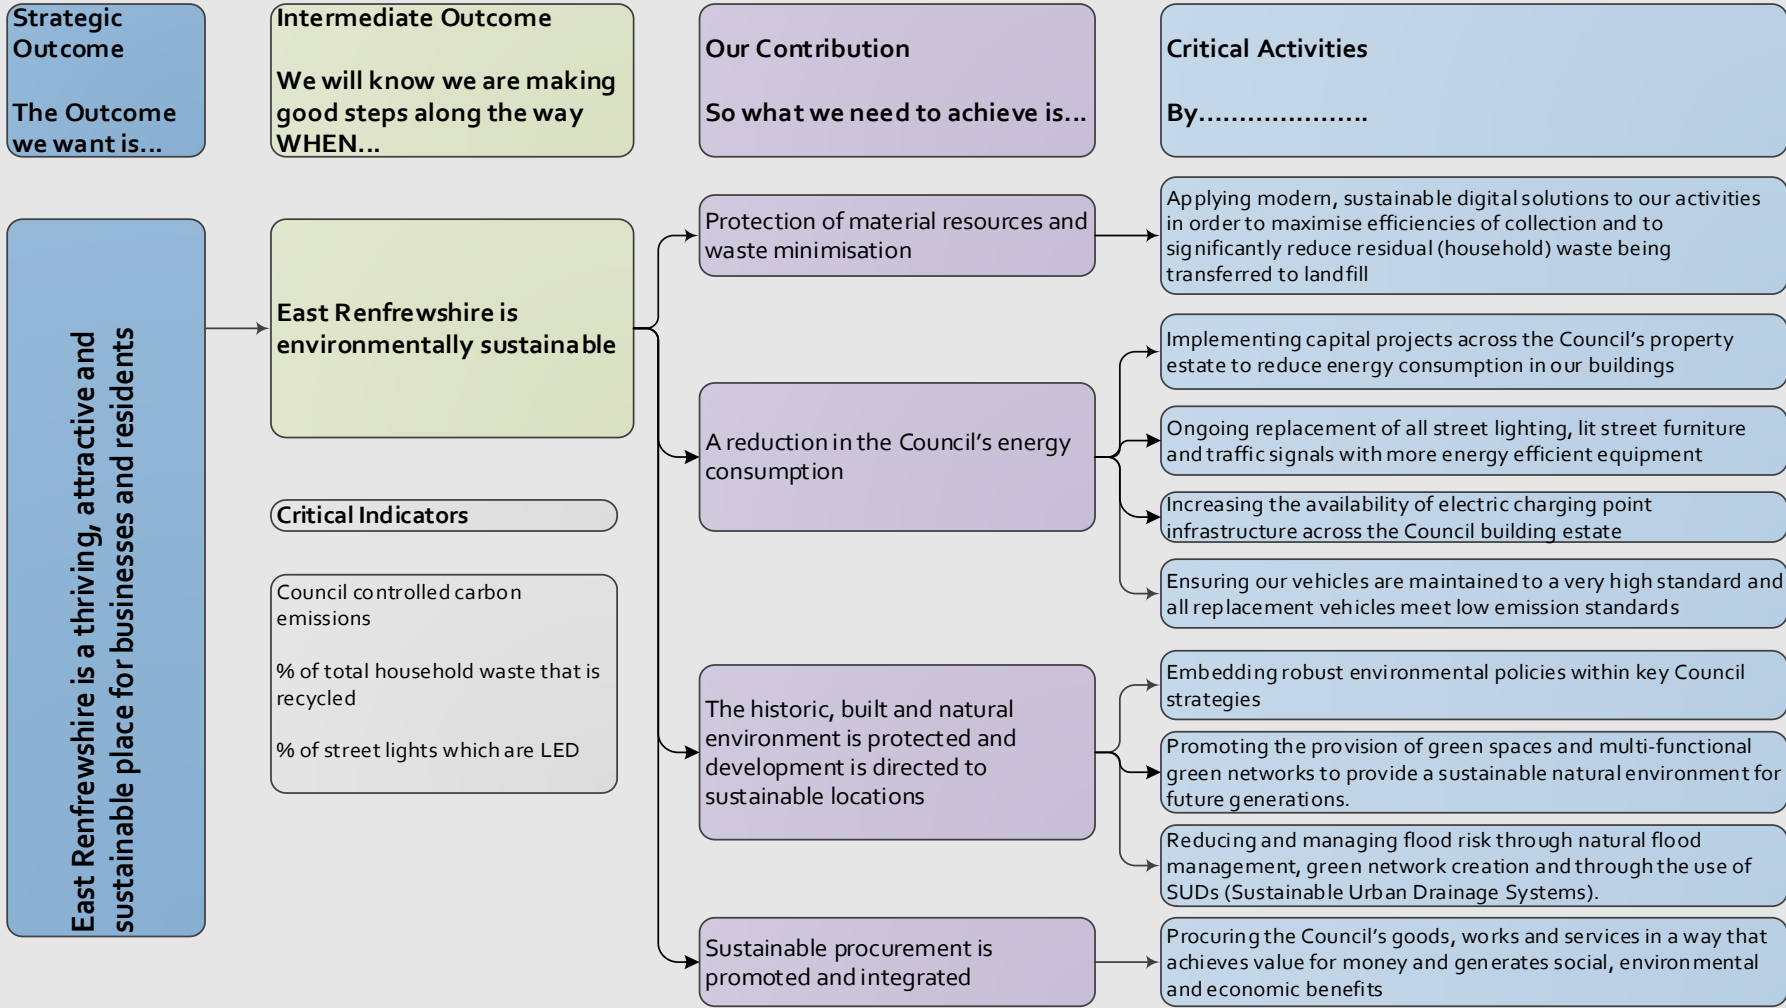 Strategic
Outcome
The Outcome
we want is...
Intermediate Outcome
We will know we are making
good steps along the way
WHEN...
Our Contribution
So what we need to achieve is...
Critical Activities
By.....................
East Renfrewshire is a thriving, attractive and
sustainable place for businesses and residents
East Renfrewshire is
environmentally sustainable
Critical Indicators
Council controlled carbon
emissions
% of total household waste that is
recycled
% of street lights which are LED
Protection of material resources and
waste minimisation
A reduction in the Council’s energy
consumption
The historic, built and natural
environment is protected and
development is directed to
sustainable locations
Sustainable procurement is
promoted and integrated
Applying modern, sustainable digital solutions to our activities
in order to maximise efficiencies of collection and to
significantly reduce residual (household) waste being
transferred to landfill
Implementing capital projects across the Council’s property
estate to reduce energy consumption in our buildings
Ongoing replacement of all street lighting, lit street furniture
and traffic signals with more energy efficient equipment
Increasing the availability of electric charging point
infrastructure across the Council building estate
Ensuring our vehicles are maintained to a very high standard and
all replacement vehicles meet low emission standards
Embedding robust environmental policies within key Council
strategies
Promoting the provision of green spaces and multi-functional
green networks to provide a sustainable natural environment for
future generations.
Reducing and managing flood risk through natural flood
management, green network creation and through the use of
SUDs (Sustainable Urban Drainage Systems).
Procuring the Council’s goods, works and services in a way that
achieves value for money and generates social, environmental
and economic benefits